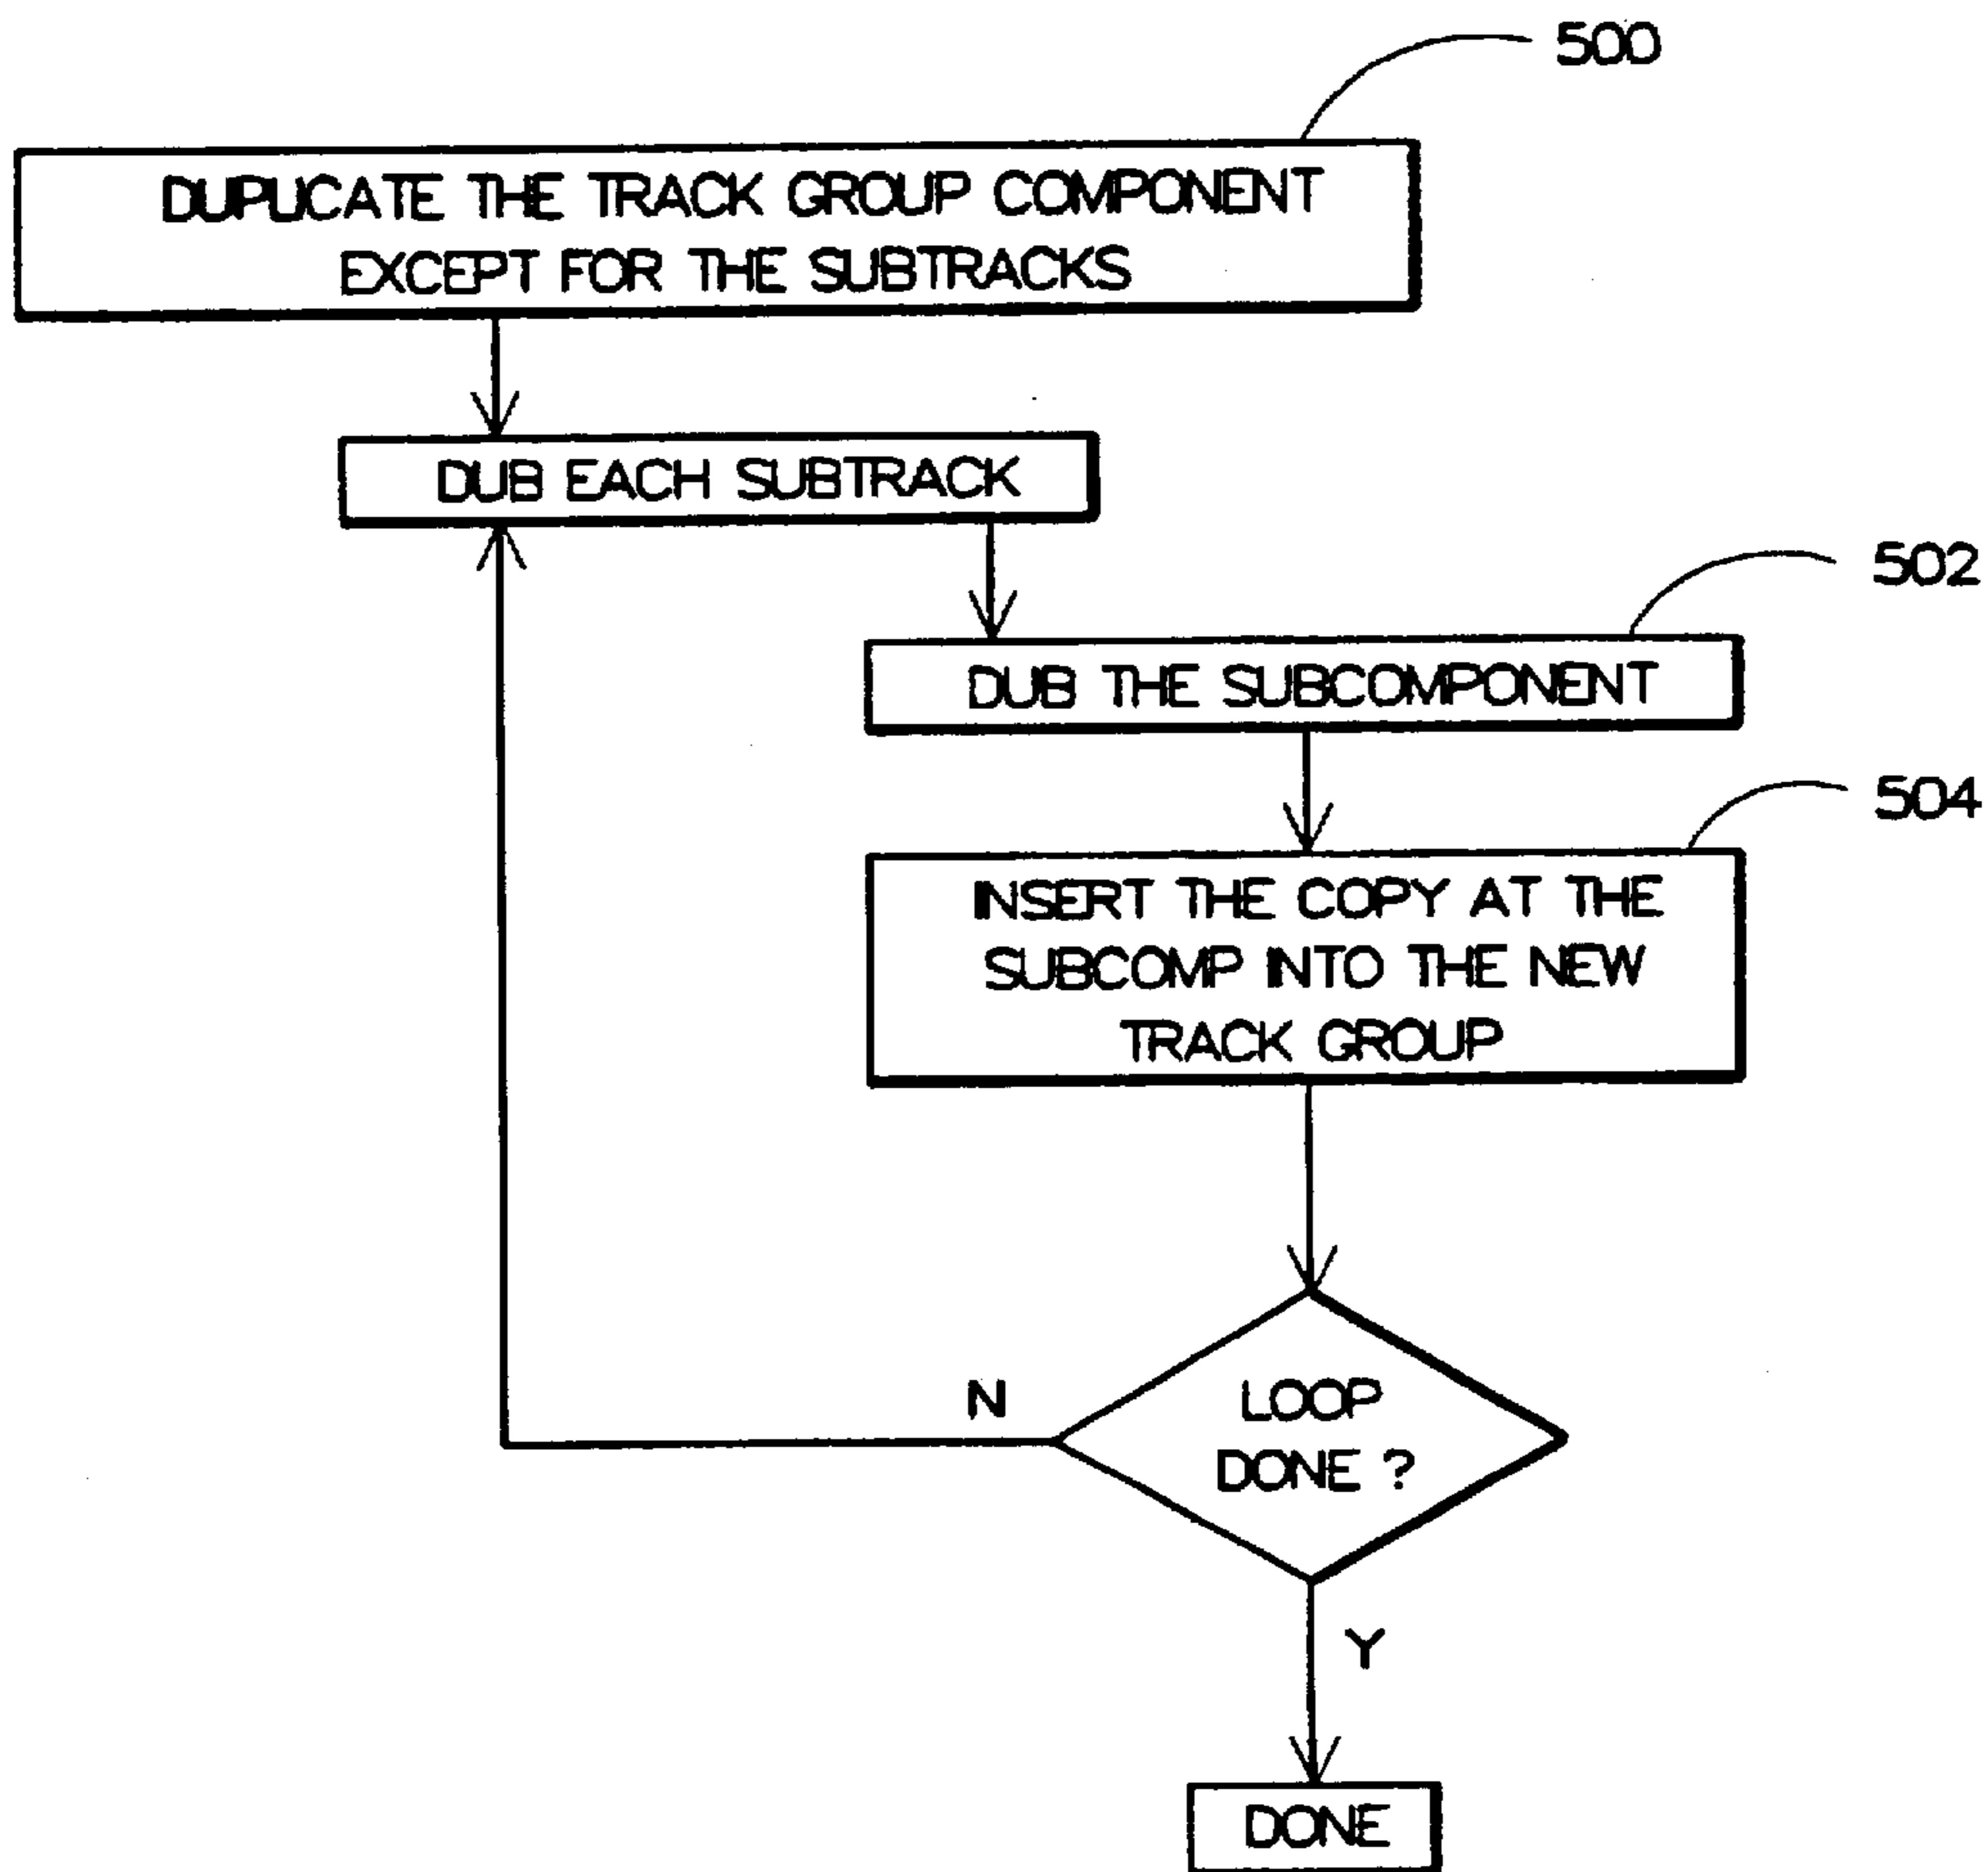 500
DUPLICATE THE TRACK GROUP COMPONENT
EXCEPT FOR THE SUBTRACKS
DUB EACH SUBTRACK
502
DUB THE SUBCOMPONENT
504
INSERT THE COPY AT THE
SUBCOMP INTO THE NEW
TRACK GROUP
N
LOOP
DONE ?
Y
DONE